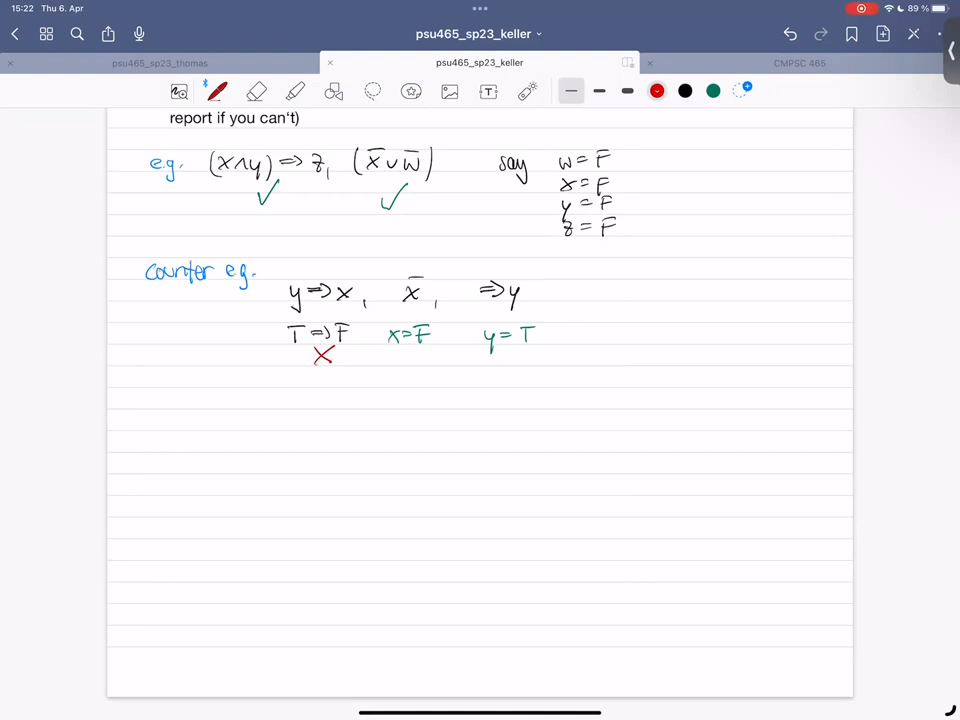 15:22 Thu 6. Apr
89 %
psu465_sp23_keller
psu465_sp23_thomas
psu465_sp23_keller
CMPSC 465
report if you can't)
e.g. (x∧y) ⟹ z, (x̅ ∪ w̅) say w = F
x = F
y = F
z = F
counter e.g.
y ⟹ x, x̅, ⟹ y
T ⟹ F x = F y = T